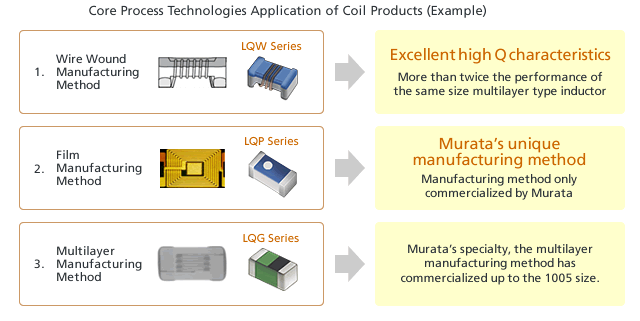 Core Process Technologies Application of Coil Products (Example)
1. Wire Wound
Manufacturing
Method
LQW Series
Excellent high Q characteristics
More than twice the performance of
the same size multilayer type inductor
2. Film
Manufacturing
Method
LQP Series
Murata's unique
manufacturing method
Manufacturing method only
commercialized by Murata
3. Multilayer
Manufacturing
Method
LQG Series
Murata's specialty, the multilayer
manufacturing method has
commercialized up to the 1005 size.